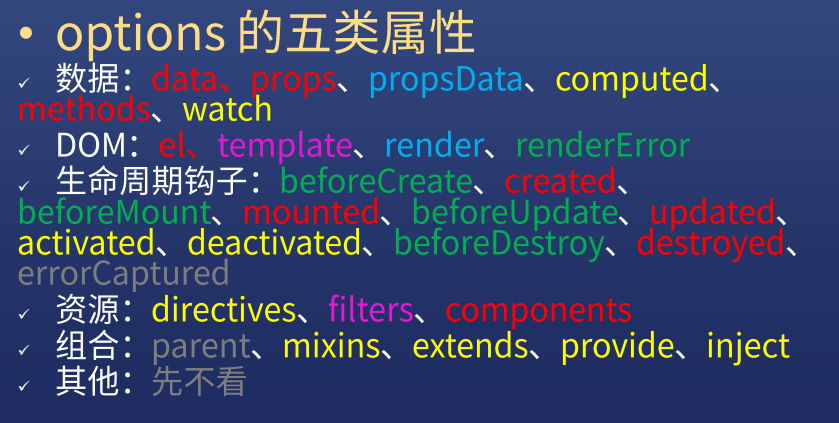 • options 的五类属性
✓ 数据：data、props、propsData、computed、
methods、watch
✓ DOM：el、template、render、renderError
✓ 生命周期钩子：beforeCreate、created、
beforeMount、mounted、beforeUpdate、updated、
activated、deactivated、beforeDestroy、destroyed、
errorCaptured
✓ 资源：directives、filters、components
✓ 组合：parent、mixins、extends、provide、inject
✓ 其他：先不看